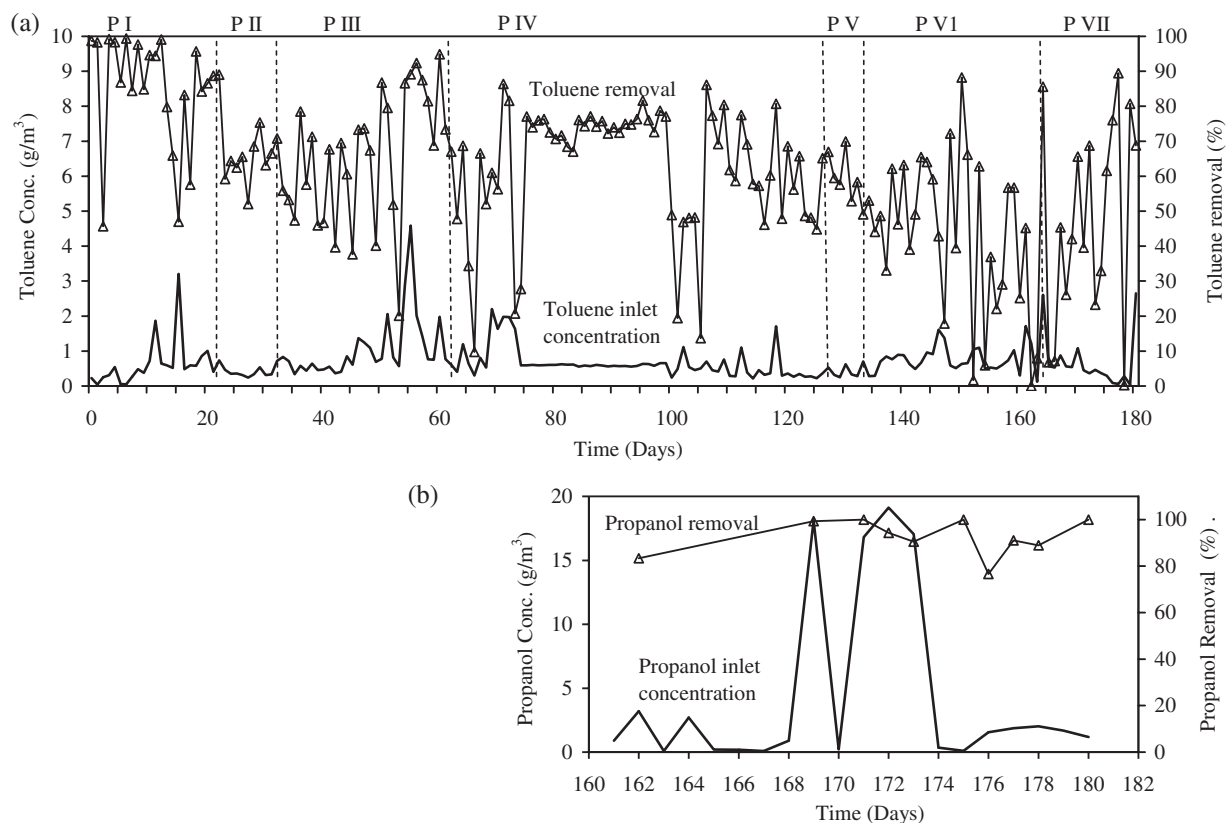 (a)
P I P II P III P IV P V P V1 P VII
10 9 8 7 6 5 4 3 2 1 0
Toluene Conc. (g/m³)
Toluene removal
Toluene inlet
concentration
100 90 80 70 60 50 40 30 20 10 0
Toluene removal (%)
0 20 40 60 80 100 120 140 160 180
Time (Days)
(b)
20 15 10 5 0
Propanol Conc. (g/m³)
Propanol removal
Propanol inlet
concentration
100 80 60 40 20 0
Propanol Removal (%) .
160 162 164 166 168 170 172 174 176 178 180 182
Time (Days)